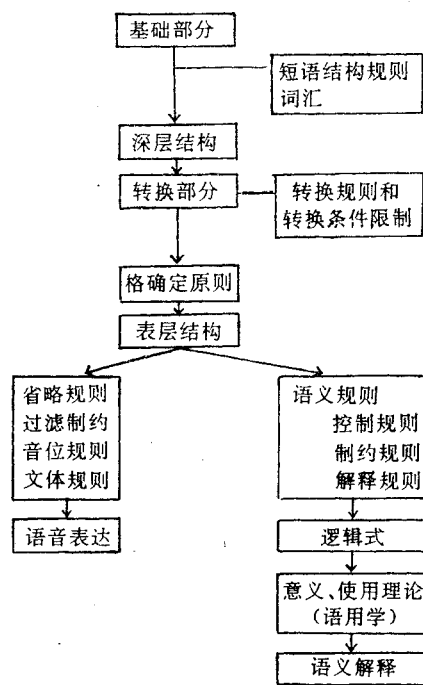 基础部分
短语结构规则
词汇
深层结构
转换部分
转换规则和
转换条件限制
格确定原则
表层结构
省略规则
过滤制约
音位规则
文体规则
语音表达
语义规则
控制规则
制约规则
解释规则
逻辑式
意义、使用理论
（语用学）
语义解释